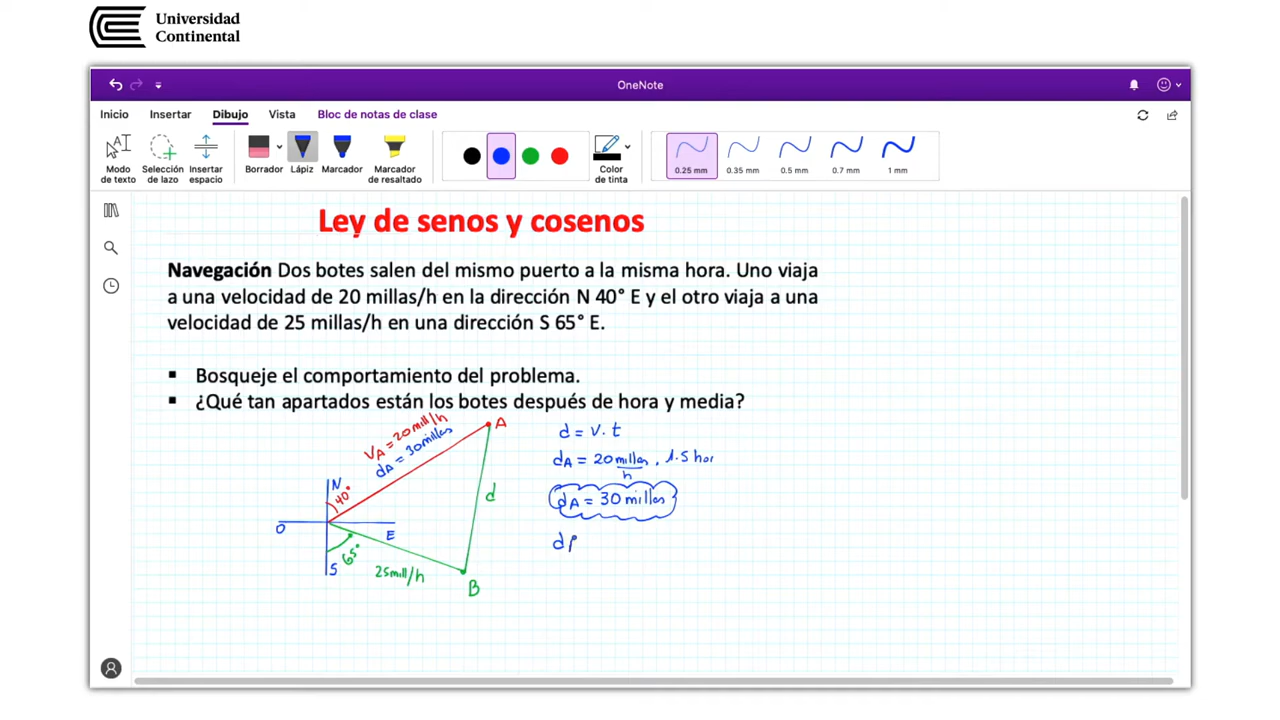 Universidad
Continental
OneNote
Inicio Insertar Dibujo Vista Bloc de notas de clase
Modo de texto
Selección de lazo
Insertar espacio
Borrador
Lápiz
Marcador
Marcador de resaltado
Color de tinta
0.25 mm 0.35 mm 0.5 mm 0.7 mm 1 mm
Ley de senos y cosenos
Navegación Dos botes salen del mismo puerto a la misma hora. Uno viaja
a una velocidad de 20 millas/h en la dirección N 40° E y el otro viaja a una
velocidad de 25 millas/h en una dirección S 65° E.
▪ Bosqueje el comportamiento del problema.
▪ ¿Qué tan apartados están los botes después de hora y media?
VA = 20 mill/h
dA = 30 millas
A
N
40°
O
E
S
65°
25 mill/h
B
d
d = v. t
dA = 20 millas/h . 1.5 hor
dA = 30 millas
d